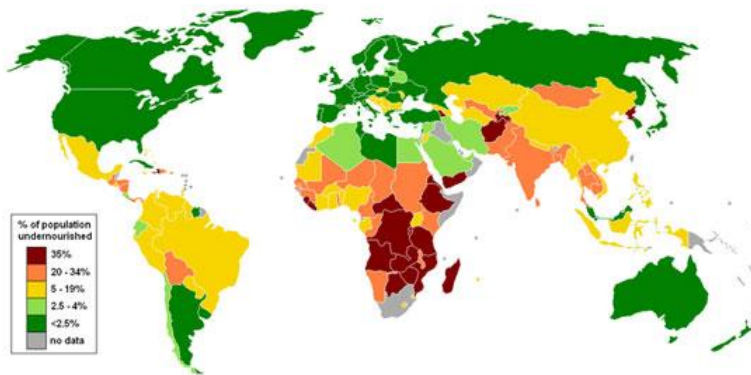 % of population
undernourished
35%
20 - 34%
5 - 19%
2.5 - 4%
<2.5%
no data